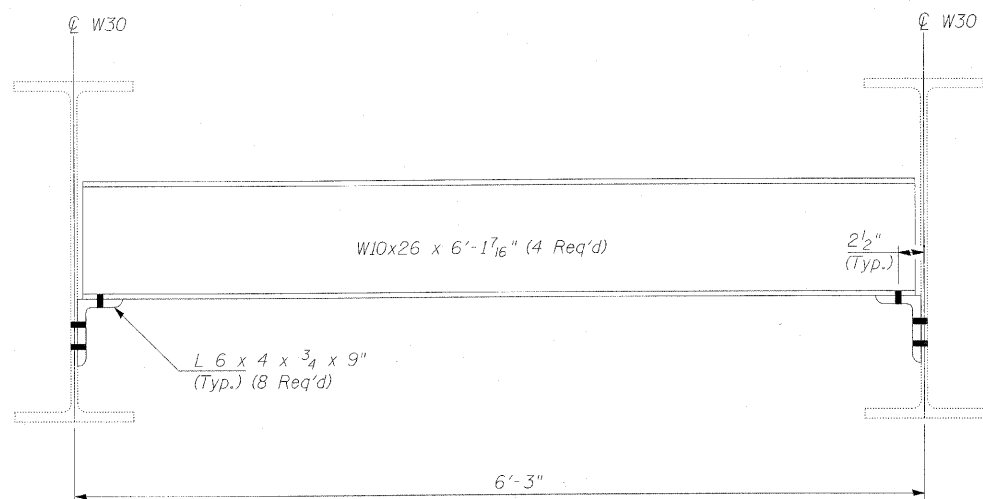 ℄ W30
℄ W30
W10x26 x 6'-1 7/16" (4 Req'd)
2 1/2"
(Typ.)
L 6 x 4 x 3/4 x 9"
(Typ.) (8 Req'd)
6'-3"